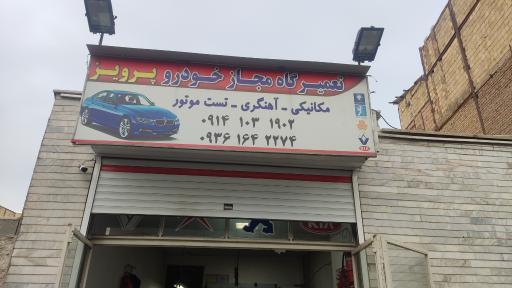 تعمیرگاه مجاز خودرو پرویز
مکانیکی - آهنگری - تست موتور
۰۹۱۴ ۱۰۳ ۱۹۰۲
۰۹۳۶ ۱۶۴ ۲۲۷۴
KIA